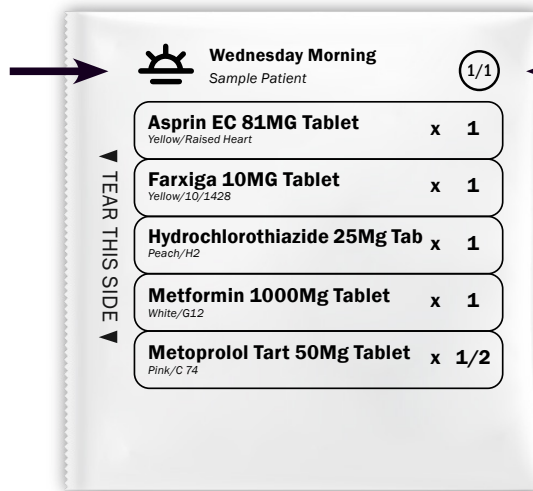 Wednesday Morning
Sample Patient
1/1
TEAR THIS SIDE
Asprin EC 81MG Tablet x 1
Yellow/Raised Heart
Farxiga 10MG Tablet x 1
Yellow/10/1428
Hydrochlorothiazide 25Mg Tab x 1
Peach/H2
Metformin 1000Mg Tablet x 1
White/G12
Metoprolol Tart 50Mg Tablet x 1/2
Pink/C 74